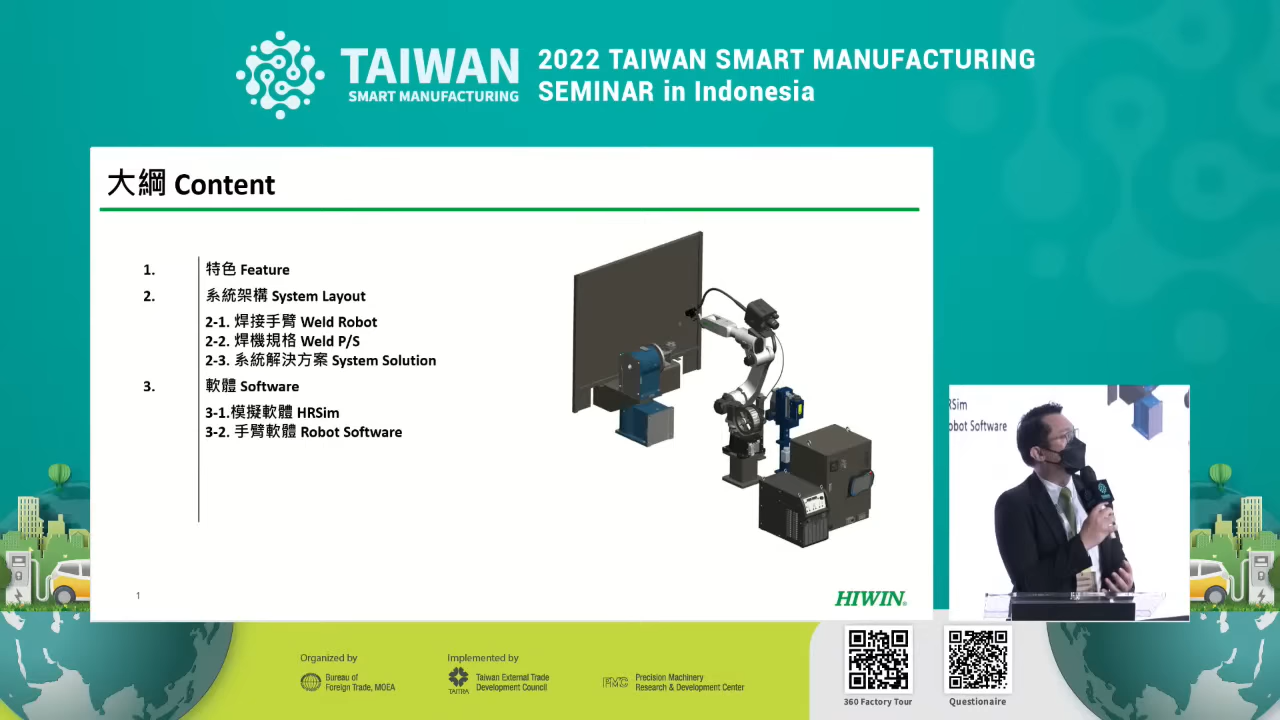 TAIWAN
SMART MANUFACTURING
2022 TAIWAN SMART MANUFACTURING
SEMINAR in Indonesia
大綱 Content
1. 特色 Feature
2. 系統架構 System Layout
2-1. 焊接手臂 Weld Robot
2-2. 焊機規格 Weld P/S
2-3. 系統解決方案 System Solution
3. 軟體 Software
3-1.模擬軟體 HRSim
3-2. 手臂軟體 Robot Software
1
HIWIN®
RSim
obot Software
Organized by
Bureau of
Foreign Trade, MOEA
Implemented by
TAITRA
Taiwan External Trade
Development Council
PMC
Precision Machinery
Research & Development Center
360 Factory Tour
Questionaire